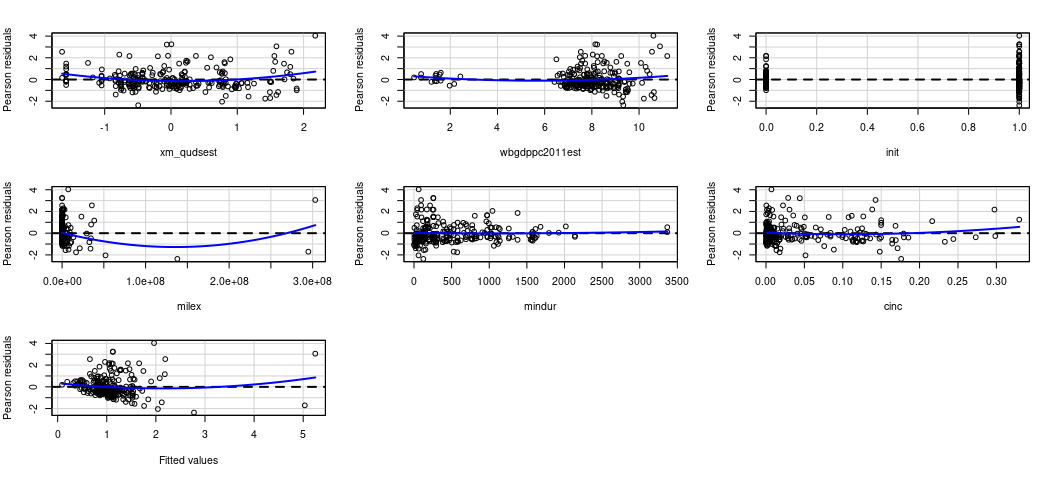 Pearson residuals
-2 0 2 4
-1 0 1 2
xm_qudsest
Pearson residuals
-2 0 2 4
2 4 6 8 10
wbgdppc2011est
Pearson residuals
-2 0 2 4
0.0 0.2 0.4 0.6 0.8 1.0
init
Pearson residuals
-2 0 2 4
0.0e+00 1.0e+08 2.0e+08 3.0e+08
milex
Pearson residuals
-2 0 2 4
0 500 1000 1500 2000 2500 3000 3500
mindur
Pearson residuals
-2 0 2 4
0.00 0.05 0.10 0.15 0.20 0.25 0.30
cinc
Pearson residuals
-2 0 2 4
0 1 2 3 4 5
Fitted values